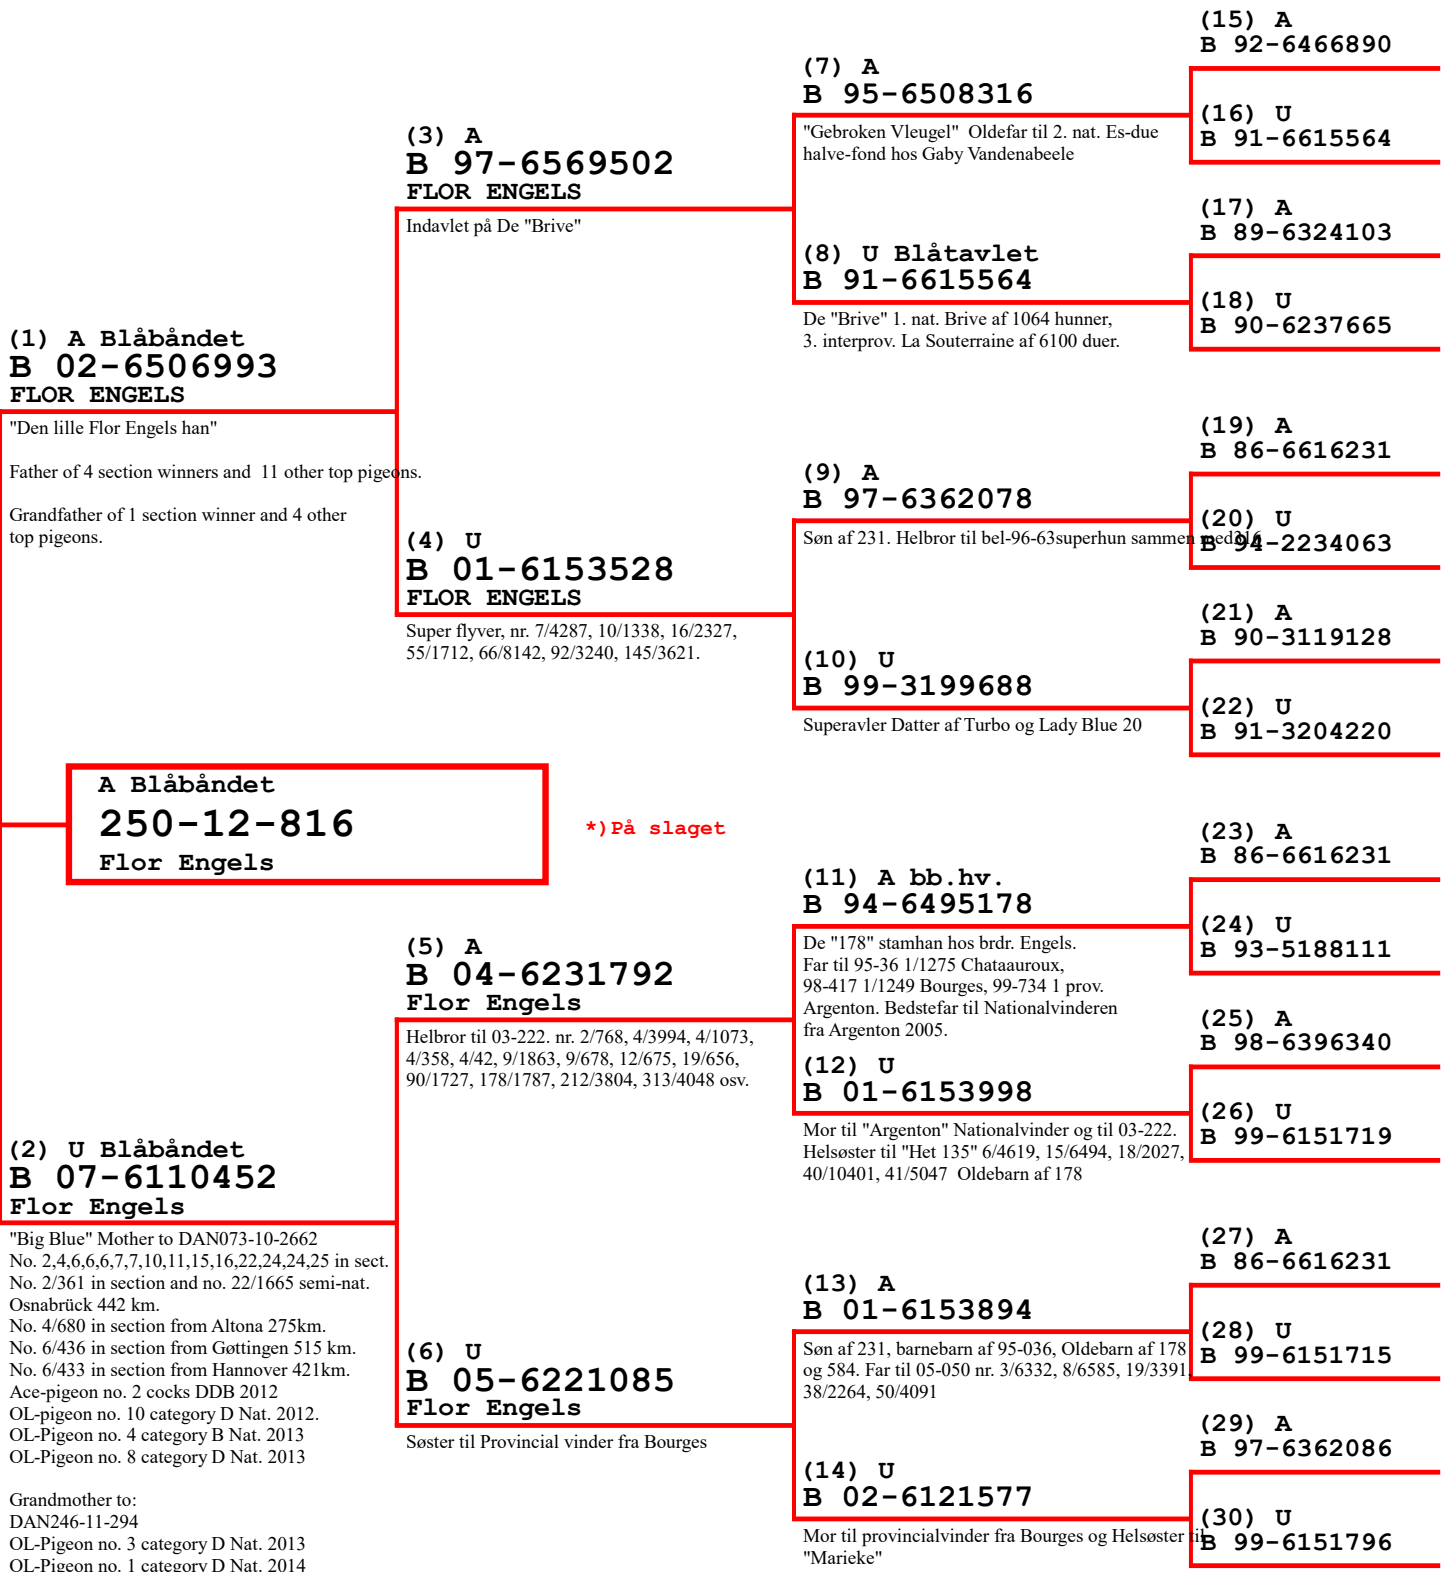 (1) A Blåbåndet
B 02-6506993
FLOR ENGELS
"Den lille Flor Engels han"
Father of 4 section winners and  11 other top pigeons.
Grandfather of 1 section winner and 4 other
top pigeons.
A Blåbåndet
250-12-816
Flor Engels
*)På slaget
(2) U Blåbåndet
B 07-6110452
Flor Engels
"Big Blue" Mother to DAN073-10-2662
No. 2,4,6,6,6,7,7,10,11,15,16,22,24,24,25 in sect.
No. 2/361 in section and no. 22/1665 semi-nat.
Osnabrück 442 km.
No. 4/680 in section from Altona 275km.
No. 6/436 in section from Gøttingen 515 km.
No. 6/433 in section from Hannover 421km.
Ace-pigeon no. 2 cocks DDB 2012
OL-pigeon no. 10 category D Nat. 2012.
OL-Pigeon no. 4 category B Nat. 2013
OL-Pigeon no. 8 category D Nat. 2013
Grandmother to:
DAN246-11-294
OL-Pigeon no. 3 category D Nat. 2013
OL-Pigeon no. 1 category D Nat. 2014
(3) A
B 97-6569502
FLOR ENGELS
Indavlet på De "Brive"
(4) U
B 01-6153528
FLOR ENGELS
Super flyver, nr. 7/4287, 10/1338, 16/2327,
55/1712, 66/8142, 92/3240, 145/3621.
(5) A
B 04-6231792
Flor Engels
Helbror til 03-222. nr. 2/768, 4/3994, 4/1073,
4/358, 4/42, 9/1863, 9/678, 12/675, 19/656,
90/1727, 178/1787, 212/3804, 313/4048 osv.
(6) U
B 05-6221085
Flor Engels
Søster til Provincial vinder fra Bourges
(7) A
B 95-6508316
"Gebroken Vleugel"  Oldefar til 2. nat. Es-due
halve-fond hos Gaby Vandenabeele
(8) U Blåtavlet
B 91-6615564
De "Brive" 1. nat. Brive af 1064 hunner,
3. interprov. La Souterraine af 6100 duer.
(9) A
B 97-6362078
Søn af 231. Helbror til bel-96-63superhun sammen med316
(10) U
B 99-3199688
Superavler Datter af Turbo og Lady Blue 20
(11) A bb.hv.
B 94-6495178
De "178" stamhan hos brdr. Engels.
Far til 95-36 1/1275 Chataauroux,
98-417 1/1249 Bourges, 99-734 1 prov.
Argenton. Bedstefar til Nationalvinderen
fra Argenton 2005.
(12) U
B 01-6153998
Mor til "Argenton" Nationalvinder og til 03-222.
Helsøster til "Het 135" 6/4619, 15/6494, 18/2027,
40/10401, 41/5047  Oldebarn af 178
(13) A
B 01-6153894
Søn af 231, barnebarn af 95-036, Oldebarn af 178
og 584. Far til 05-050 nr. 3/6332, 8/6585, 19/3391,
38/2264, 50/4091
(14) U
B 02-6121577
Mor til provincialvinder fra Bourges og Helsøster til
"Marieke"
(15) A
B 92-6466890
(16) U
B 91-6615564
(17) A
B 89-6324103
(18) U
B 90-6237665
(19) A
B 86-6616231
(20) U
B 94-2234063
(21) A
B 90-3119128
(22) U
B 91-3204220
(23) A
B 86-6616231
(24) U
B 93-5188111
(25) A
B 98-6396340
(26) U
B 99-6151719
(27) A
B 86-6616231
(28) U
B 99-6151715
(29) A
B 97-6362086
(30) U
B 99-6151796